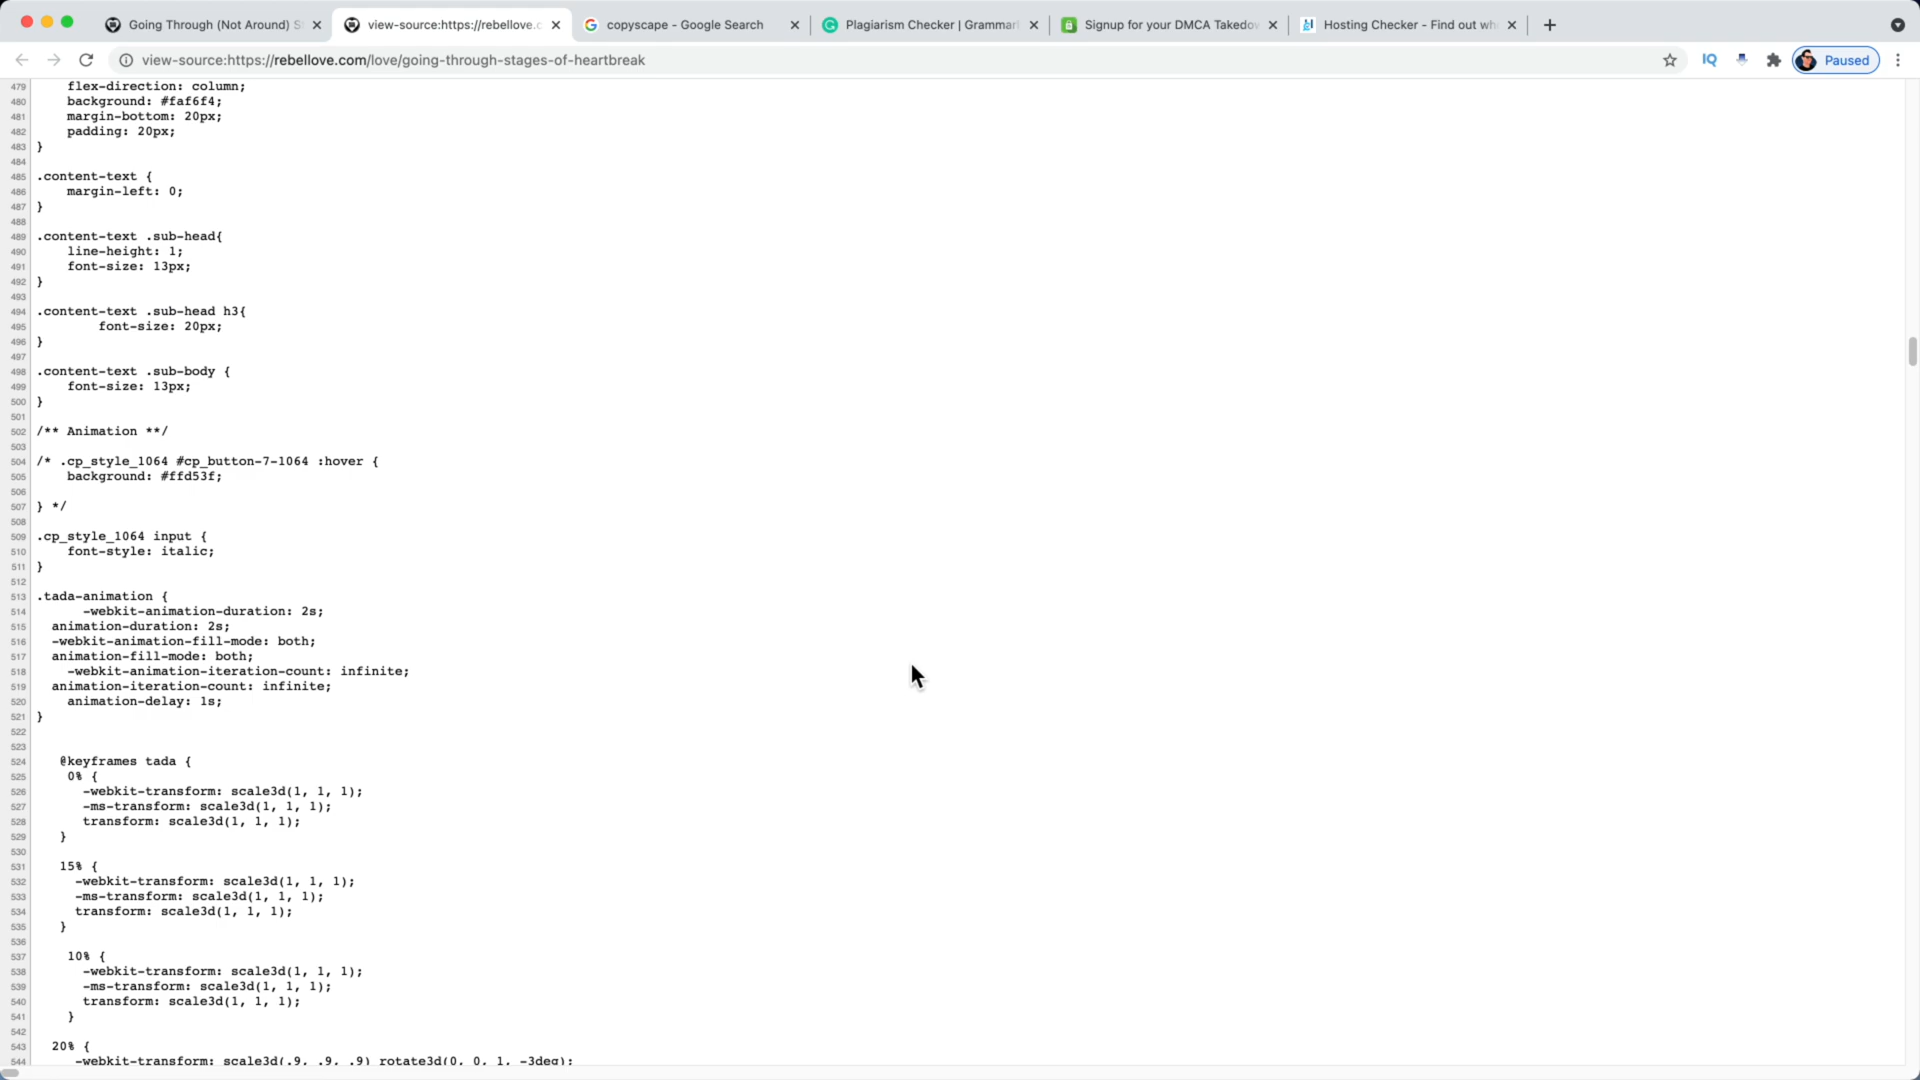 Going Through (Not Around) S
view-source:https://rebellove.c
copyscape - Google Search
Plagiarism Checker | Grammar
Signup for your DMCA Takedov
Hosting Checker - Find out wh
view-source:https://rebellove.com/love/going-through-stages-of-heartbreak
IQ
Paused
479 flex-direction: column;
480 background: #faf6f4;
481 margin-bottom: 20px;
482 padding: 20px;
483 }
484
485 .content-text {
486 margin-left: 0;
487 }
488
489 .content-text .sub-head{
490 line-height: 1;
491 font-size: 13px;
492 }
493
494 .content-text .sub-head h3{
495 font-size: 20px;
496 }
497
498 .content-text .sub-body {
499 font-size: 13px;
500 }
501
502 /** Animation **/
503
504 /* .cp_style_1064 #cp_button-7-1064 :hover {
505 background: #ffd53f;
506
507 } */
508
509 .cp_style_1064 input {
510 font-style: italic;
511 }
512
513 .tada-animation {
514 -webkit-animation-duration: 2s;
515 animation-duration: 2s;
516 -webkit-animation-fill-mode: both;
517 animation-fill-mode: both;
518 -webkit-animation-iteration-count: infinite;
519 animation-iteration-count: infinite;
520 animation-delay: 1s;
521 }
522
523
524 @keyframes tada {
525 0% {
526 -webkit-transform: scale3d(1, 1, 1);
527 -ms-transform: scale3d(1, 1, 1);
528 transform: scale3d(1, 1, 1);
529 }
530
531 15% {
532 -webkit-transform: scale3d(1, 1, 1);
533 -ms-transform: scale3d(1, 1, 1);
534 transform: scale3d(1, 1, 1);
535 }
536
537 10% {
538 -webkit-transform: scale3d(1, 1, 1);
539 -ms-transform: scale3d(1, 1, 1);
540 transform: scale3d(1, 1, 1);
541 }
542
543 20% {
544 -webkit-transform: scale3d(.9, .9, .9) rotate3d(0, 0, 1, -3deg);